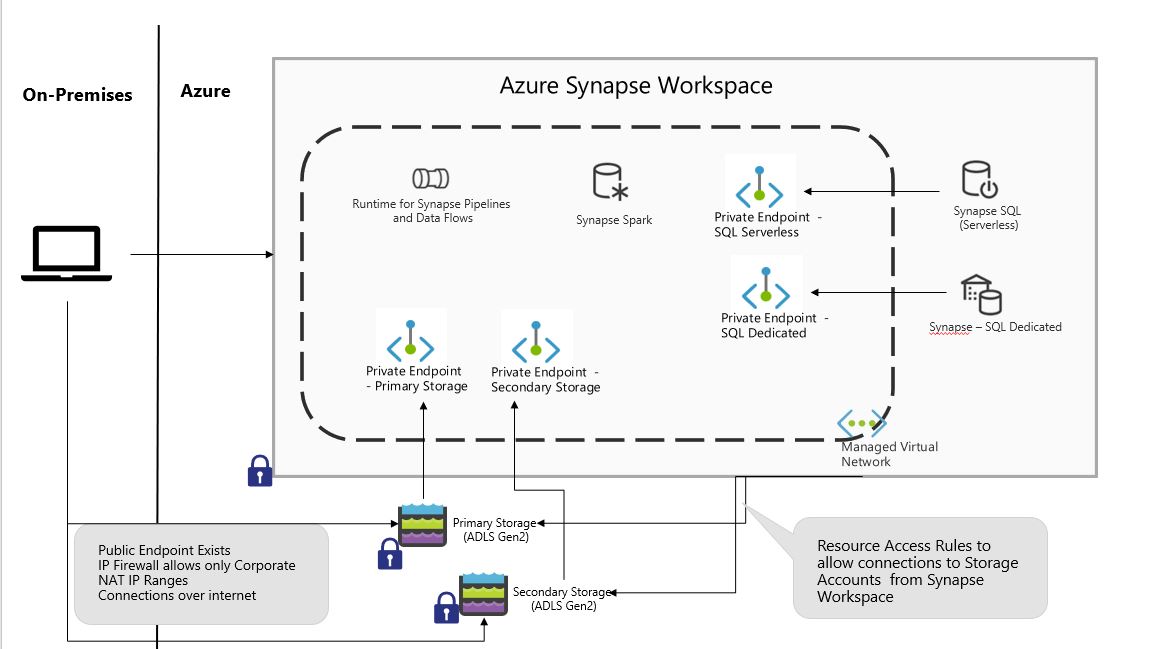 Azure Synapse Workspace
On-Premises
Azure
Runtime for Synapse Pipelines
and Data Flows
Synapse Spark
Private Endpoint  -
SQL Serverless
Synapse SQL
(Serverless)
Private Endpoint  -
SQL Dedicated
Synapse – SQL Dedicated
Private Endpoint
- Primary Storage
Private Endpoint  -
Secondary Storage
Managed Virtual
Network
Primary Storage
(ADLS Gen2)
Secondary Storage
(ADLS Gen2)
Public Endpoint Exists
IP Firewall allows only Corporate
NAT IP Ranges
Connections over internet
Resource Access Rules to
allow connections to Storage
Accounts  from Synapse
Workspace